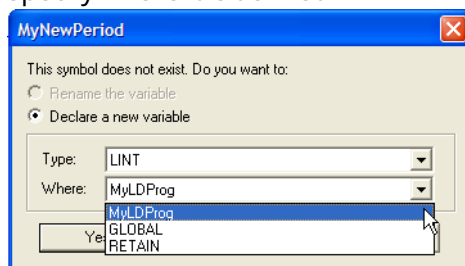 MyNewPeriod
This symbol does not exist. Do you want to:
Rename the variable
Declare a new variable
Type: LINT
Where: MyLDProg
MyLDProg
GLOBAL
Ye
RETAIN